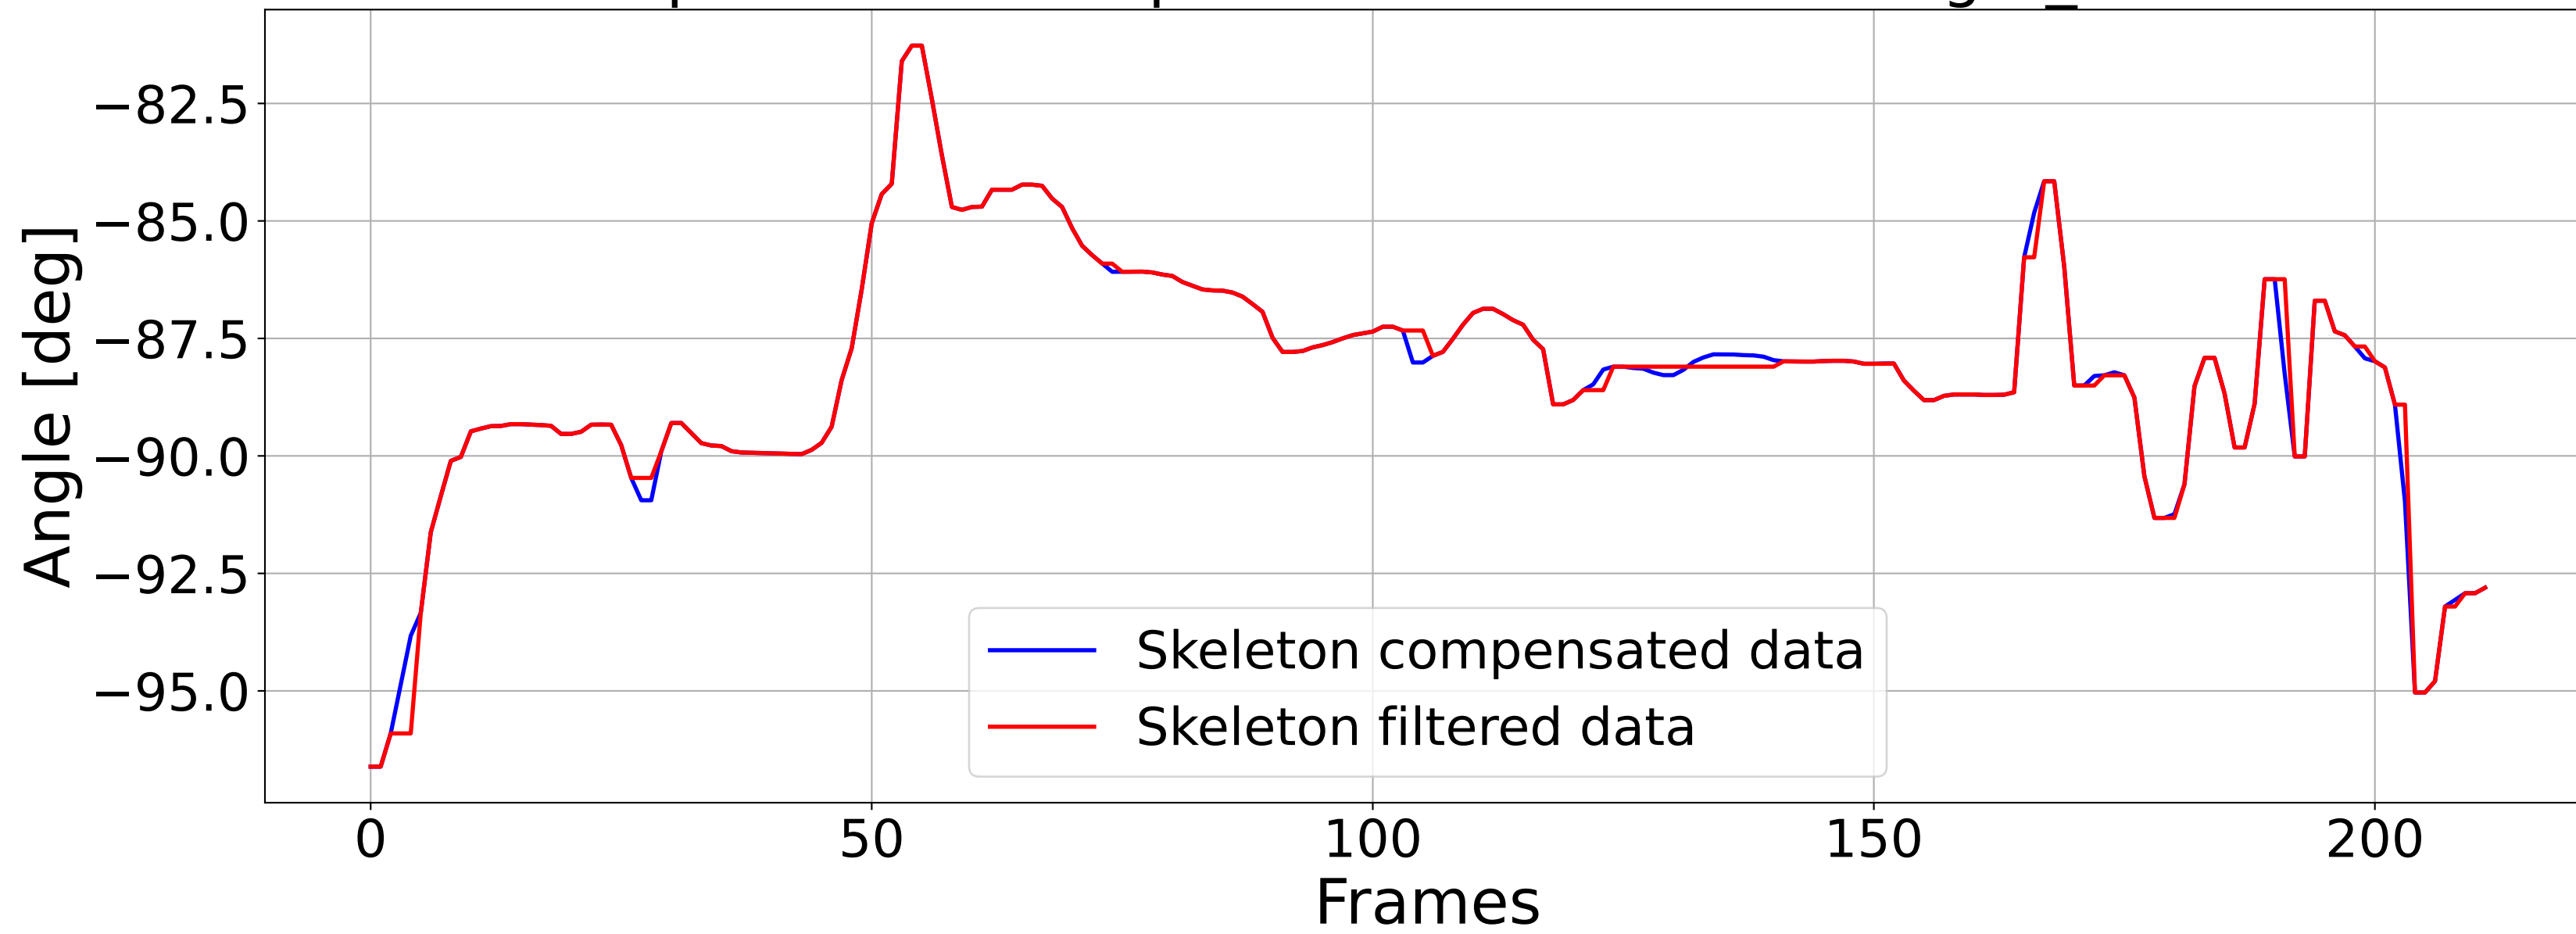 −82.5
−85.0
−87.5
−90.0
−92.5
−95.0
Angle [deg]
Skeleton compensated data
Skeleton filtered data
0 50 100 150 200
Frames